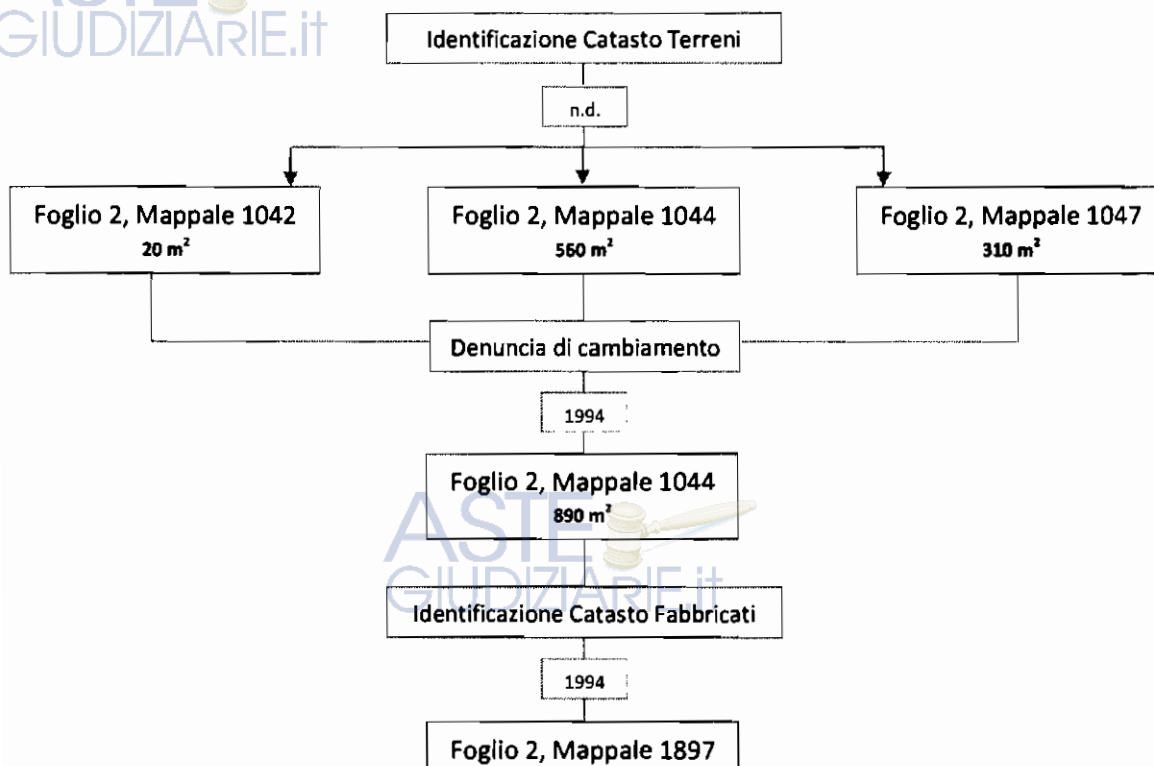 ASTE
GIUDIZIARIE.it
Identificazione Catasto Terreni
n.d.
Foglio 2, Mappale 1042
20 m²
Foglio 2, Mappale 1044
560 m²
Foglio 2, Mappale 1047
310 m²
Denuncia di cambiamento
1994
Foglio 2, Mappale 1044
890 m²
ASTE
GIUDIZIARIE.it
Identificazione Catasto Fabbricati
1994
Foglio 2, Mappale 1897